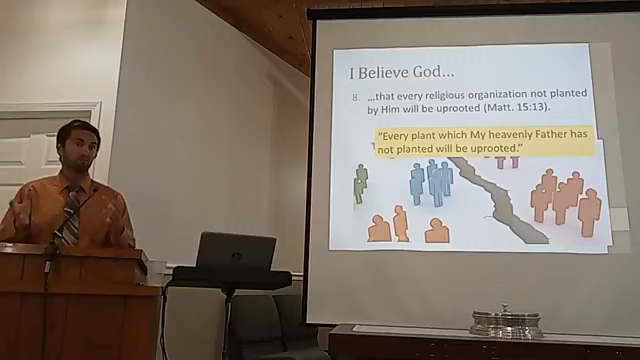 I Believe God...
8. ...that every religious organization not planted
by Him will be uprooted (Matt. 15:13).
"Every plant which My heavenly Father has
not planted will be uprooted."